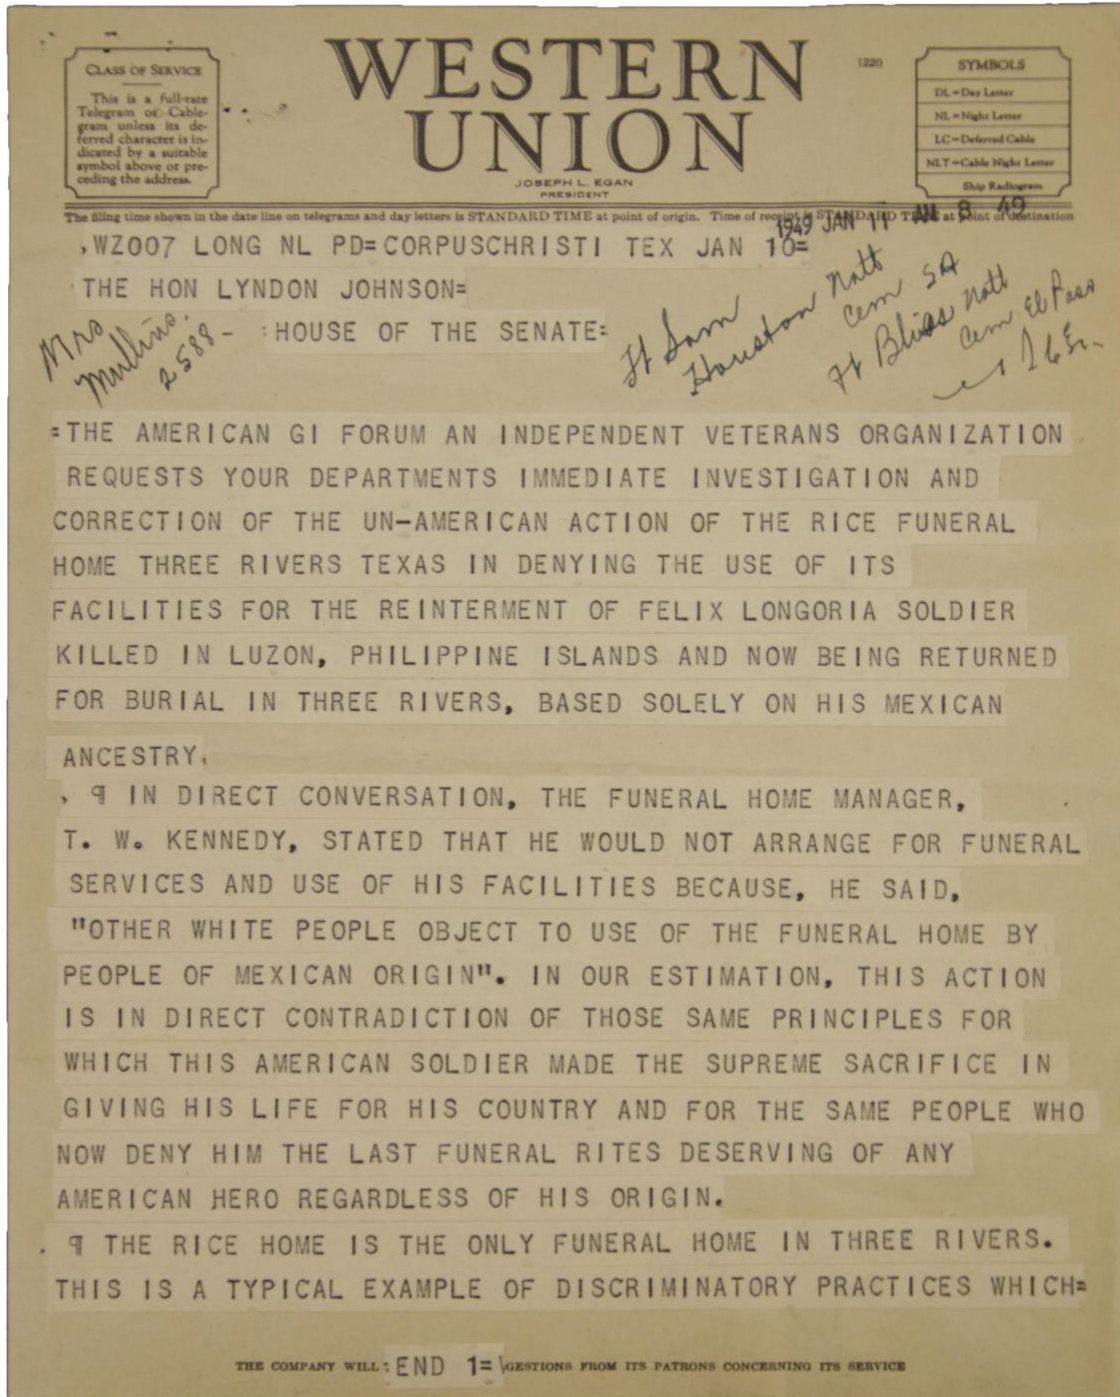 CLASS OF SERVICE
This is a full-rate
Telegram or Cable-
gram unless its de-
ferred character is in-
dicated by a suitable
symbol above or pre-
ceding the address.
WESTERN
UNION
JOSEPH L. EGAN
PRESIDENT
1220
SYMBOLS
DL=Day Letter
NL=Night Letter
LC=Deferred Cable
NLT=Cable Night Letter
Ship Radiogram
The filing time shown in the date line on telegrams and day letters is STANDARD TIME at point of origin. Time of receipt is STANDARD TIME at point of destination
1949 JAN 11 AM 8 49
,WZ007 LONG NL PD=CORPUSCHRISTI TEX JAN 10=
THE HON LYNDON JOHNSON=
:HOUSE OF THE SENATE=
Mrs
Mullins.
2588-
Ft Sam
Houston Natl
Cem SA
Ft Bliss Natl
Cem El Paso
=THE AMERICAN GI FORUM AN INDEPENDENT VETERANS ORGANIZATION
REQUESTS YOUR DEPARTMENTS IMMEDIATE INVESTIGATION AND
CORRECTION OF THE UN-AMERICAN ACTION OF THE RICE FUNERAL
HOME THREE RIVERS TEXAS IN DENYING THE USE OF ITS
FACILITIES FOR THE REINTERMENT OF FELIX LONGORIA SOLDIER
KILLED IN LUZON, PHILIPPINE ISLANDS AND NOW BEING RETURNED
FOR BURIAL IN THREE RIVERS, BASED SOLELY ON HIS MEXICAN
ANCESTRY.
, ¶ IN DIRECT CONVERSATION, THE FUNERAL HOME MANAGER,
T. W. KENNEDY, STATED THAT HE WOULD NOT ARRANGE FOR FUNERAL
SERVICES AND USE OF HIS FACILITIES BECAUSE, HE SAID,
"OTHER WHITE PEOPLE OBJECT TO USE OF THE FUNERAL HOME BY
PEOPLE OF MEXICAN ORIGIN". IN OUR ESTIMATION, THIS ACTION
IS IN DIRECT CONTRADICTION OF THOSE SAME PRINCIPLES FOR
WHICH THIS AMERICAN SOLDIER MADE THE SUPREME SACRIFICE IN
GIVING HIS LIFE FOR HIS COUNTRY AND FOR THE SAME PEOPLE WHO
NOW DENY HIM THE LAST FUNERAL RITES DESERVING OF ANY
AMERICAN HERO REGARDLESS OF HIS ORIGIN.
. ¶ THE RICE HOME IS THE ONLY FUNERAL HOME IN THREE RIVERS.
THIS IS A TYPICAL EXAMPLE OF DISCRIMINATORY PRACTICES WHICH=
THE COMPANY WILL :END 1= GESTIONS FROM ITS PATRONS CONCERNING ITS SERVICE